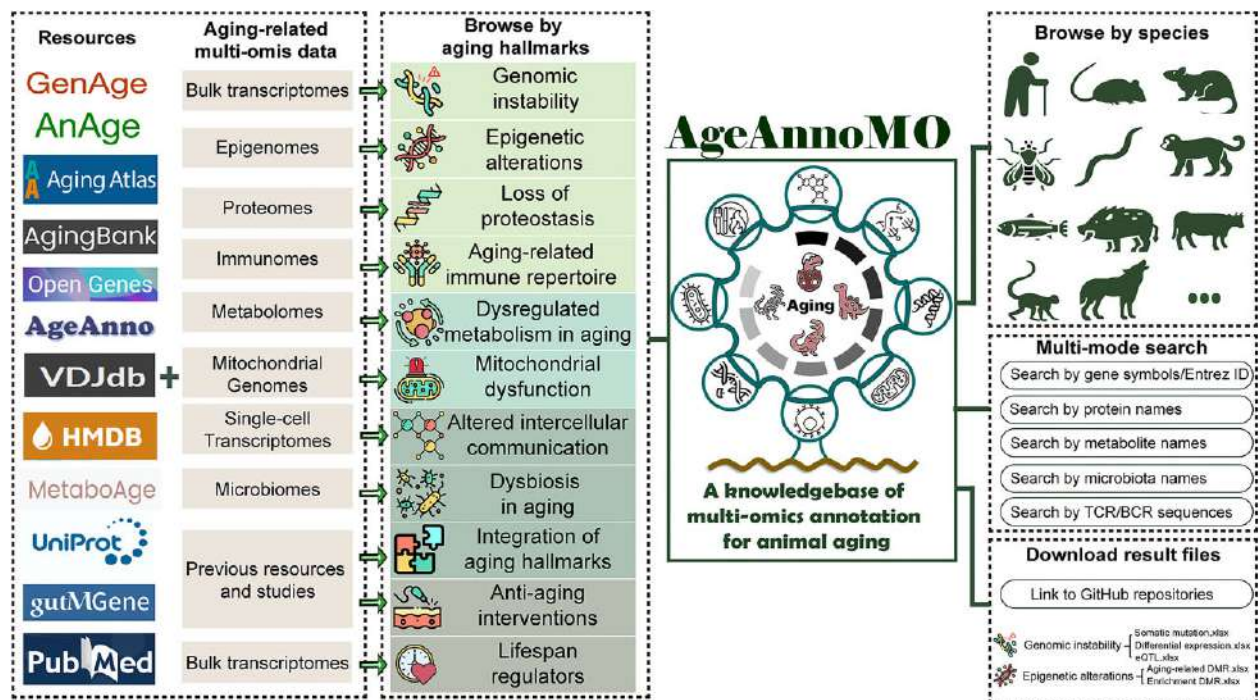 Resources
GenAge
AnAge
Aging Atlas
AgingBank
Open Genes
AgeAnno
VDJdb
HMDB
MetaboAge
UniProt
gutMGene
PubMed
+
Aging-related
multi-omis data
Bulk transcriptomes
Epigenomes
Proteomes
Immunomes
Metabolomes
Mitochondrial
Genomes
Single-cell
Transcriptomes
Microbiomes
Previous resources
and studies
Bulk transcriptomes
Browse by
aging hallmarks
Genomic
instability
Epigenetic
alterations
Loss of
proteostasis
Aging-related
immune repertoire
Dysregulated
metabolism in aging
Mitochondrial
dysfunction
Altered intercellular
communication
Dysbiosis
in aging
Integration of
aging hallmarks
Anti-aging
interventions
Lifespan
regulators
AgeAnnoMO
Aging
A knowledgebase of
multi-omics annotation
for animal aging
Browse by species
Multi-mode search
Search by gene symbols/Entrez ID
Search by protein names
Search by metabolite names
Search by microbiota names
Search by TCR/BCR sequences
Download result files
Link to GitHub repositories
Genomic instability
Somatic mutation.xlsx
Differential expression.xlsx
eQTL.xlsx
Epigenetic alterations
Aging-related DMR.xlsx
Enrichment DMR.xlsx